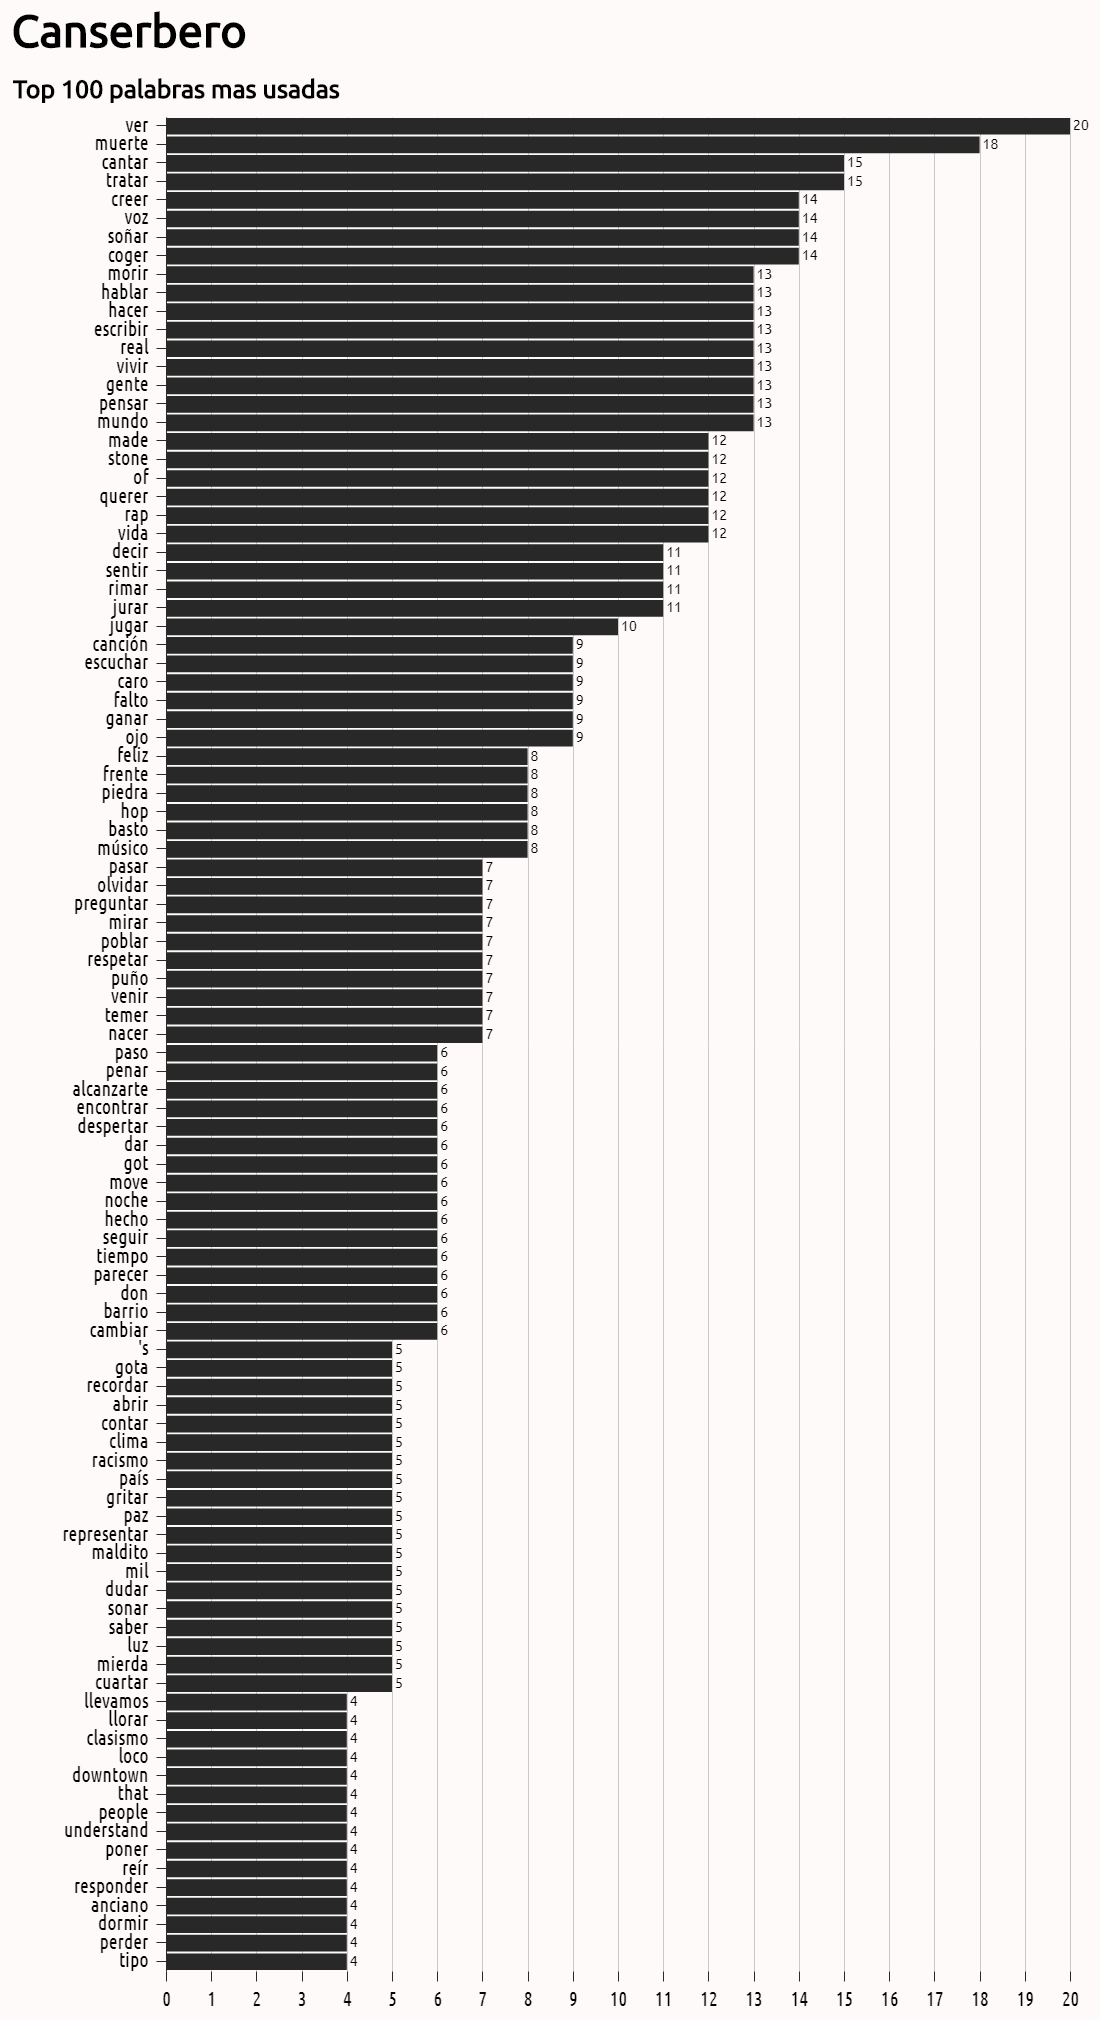 Canserbero
Top 100 palabras mas usadas
ver 20
muerte 18
cantar 15
tratar 15
creer 14
voz 14
soñar 14
coger 14
morir 13
hablar 13
hacer 13
escribir 13
real 13
vivir 13
gente 13
pensar 13
mundo 13
made 12
stone 12
of 12
querer 12
rap 12
vida 12
decir 11
sentir 11
rimar 11
jurar 11
jugar 10
canción 9
escuchar 9
caro 9
falto 9
ganar 9
ojo 9
feliz 8
frente 8
piedra 8
hop 8
basto 8
músico 8
pasar 7
olvidar 7
preguntar 7
mirar 7
poblar 7
respetar 7
puño 7
venir 7
temer 7
nacer 7
paso 6
penar 6
alcanzarte 6
encontrar 6
despertar 6
dar 6
got 6
move 6
noche 6
hecho 6
seguir 6
tiempo 6
parecer 6
don 6
barrio 6
cambiar 6
's 5
gota 5
recordar 5
abrir 5
contar 5
clima 5
racismo 5
país 5
gritar 5
paz 5
representar 5
maldito 5
mil 5
dudar 5
sonar 5
saber 5
luz 5
mierda 5
cuartar 5
llevamos 4
llorar 4
clasismo 4
loco 4
downtown 4
that 4
people 4
understand 4
poner 4
reír 4
responder 4
anciano 4
dormir 4
perder 4
tipo 4
0 1 2 3 4 5 6 7 8 9 10 11 12 13 14 15 16 17 18 19 20